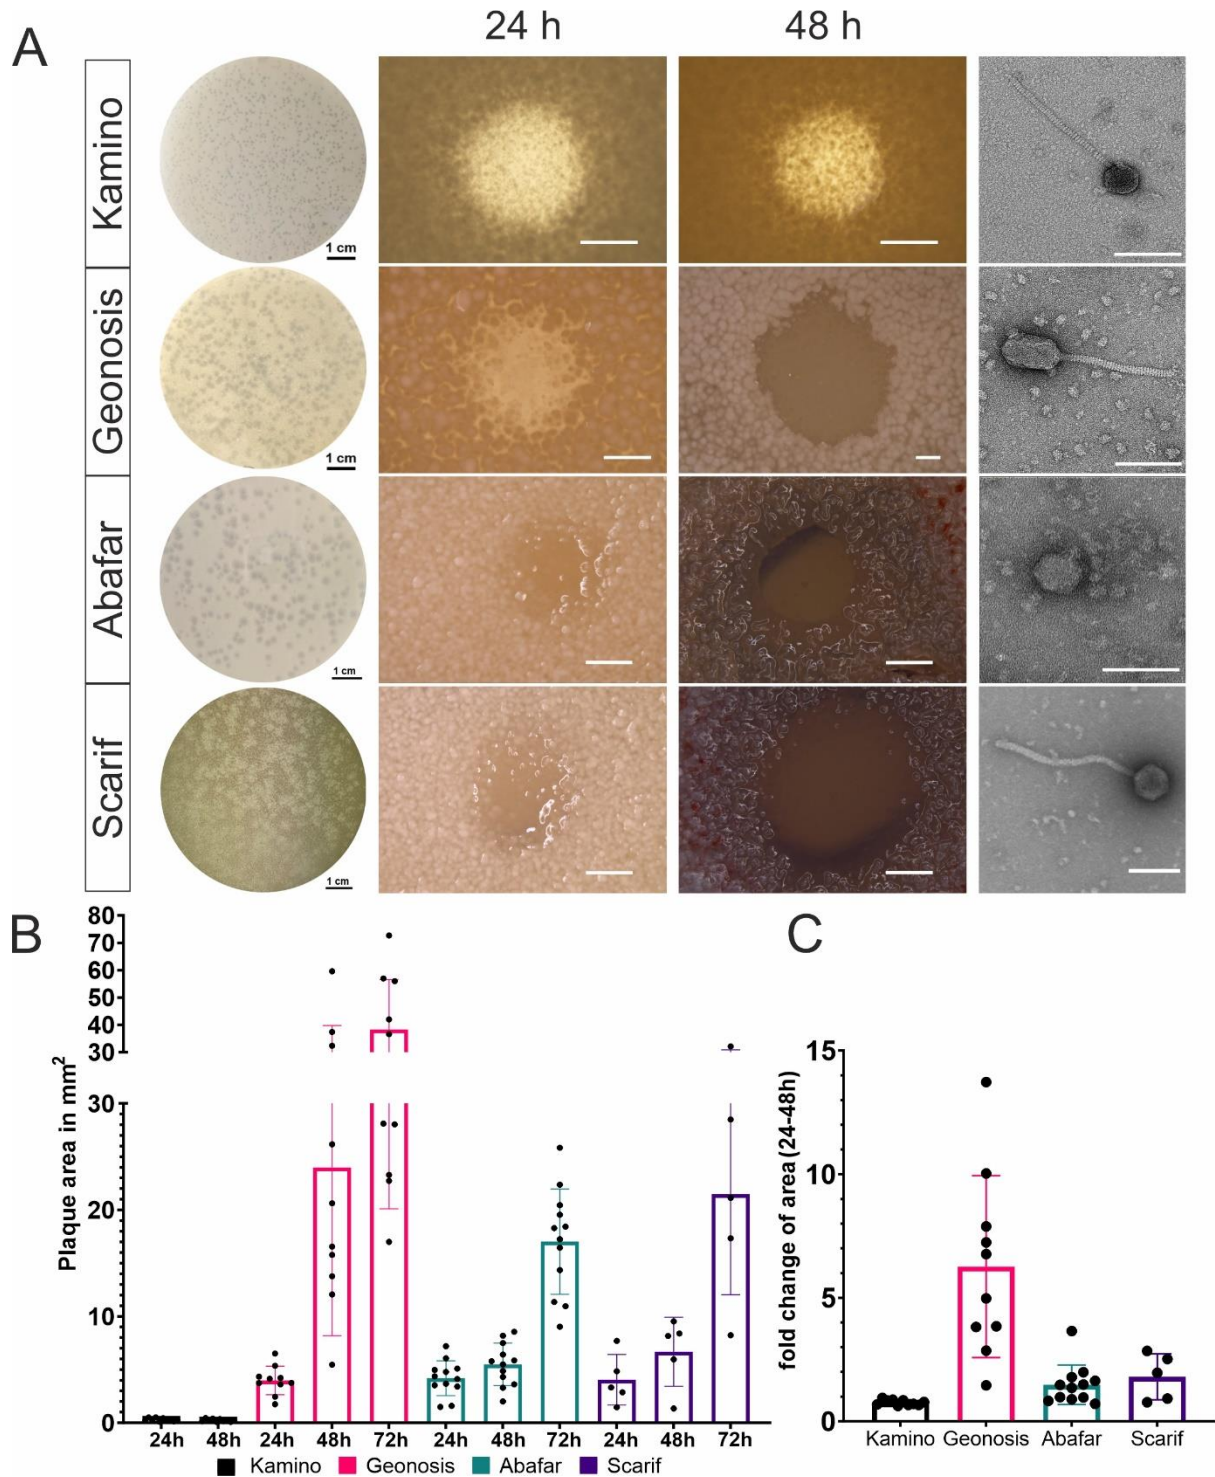 24 h
48 h
A
Kamino
1 cm
Geonosis
1 cm
Abafar
1 cm
Scarif
1 cm
B
Plaque area in mm²
80
70
60
50
40
30
30
20
10
0
24h 48h 24h 48h 72h 24h 48h 72h 24h 48h 72h
Kamino Geonosis Abafar Scarif
C
fold change of area (24-48h)
15
10
5
0
Kamino Geonosis Abafar Scarif